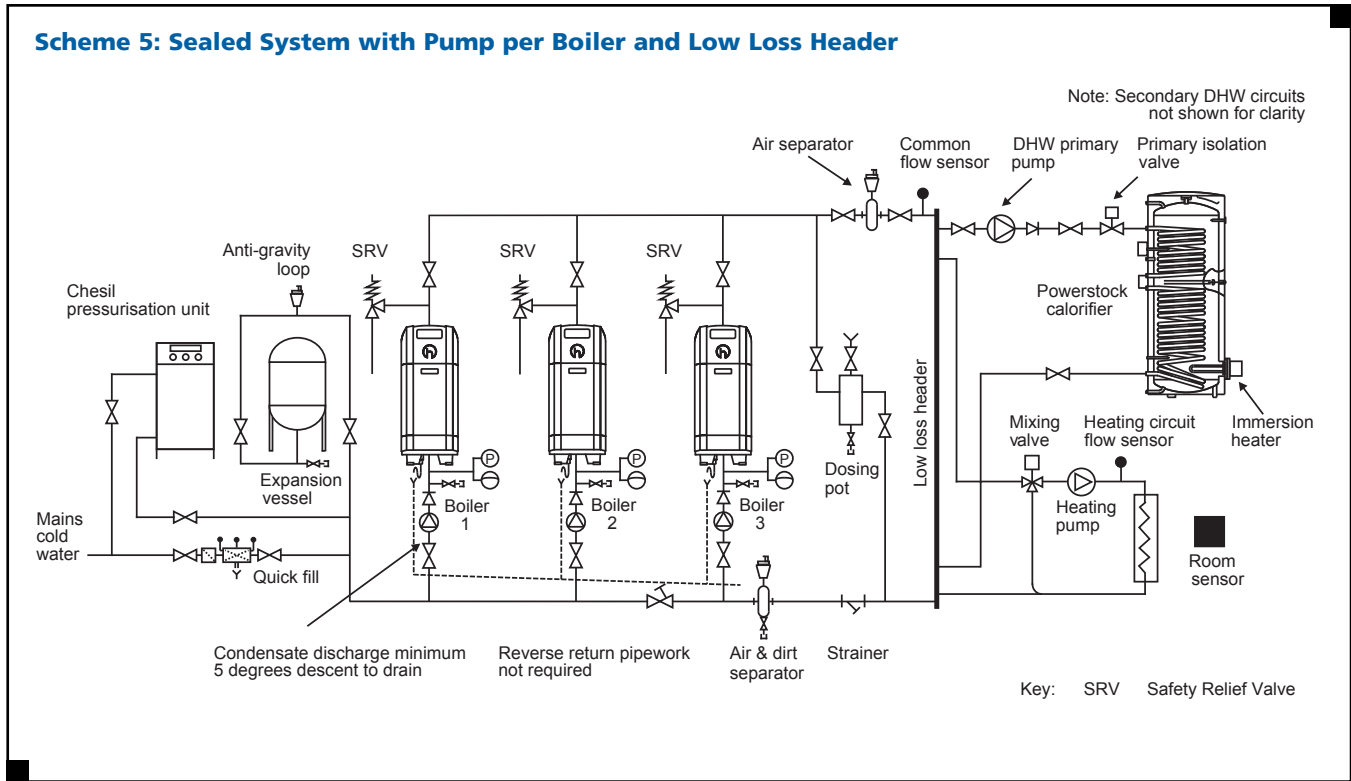 Scheme 5: Sealed System with Pump per Boiler and Low Loss Header
Note: Secondary DHW circuits
not shown for clarity
Air separator
Common
flow sensor
DHW primary
pump
Primary isolation
valve
Anti-gravity
loop
SRV
SRV
SRV
Chesil
pressurisation unit
Powerstock
calorifier
Low loss header
Mixing
valve
Heating circuit
flow sensor
Immersion
heater
Dosing
pot
Expansion
vessel
P
P
P
Boiler
1
Boiler
2
Boiler
3
Heating
pump
Mains
cold
water
Quick fill
Room
sensor
Condensate discharge minimum
5 degrees descent to drain
Reverse return pipework
not required
Air & dirt
separator
Strainer
Key: SRV Safety Relief Valve